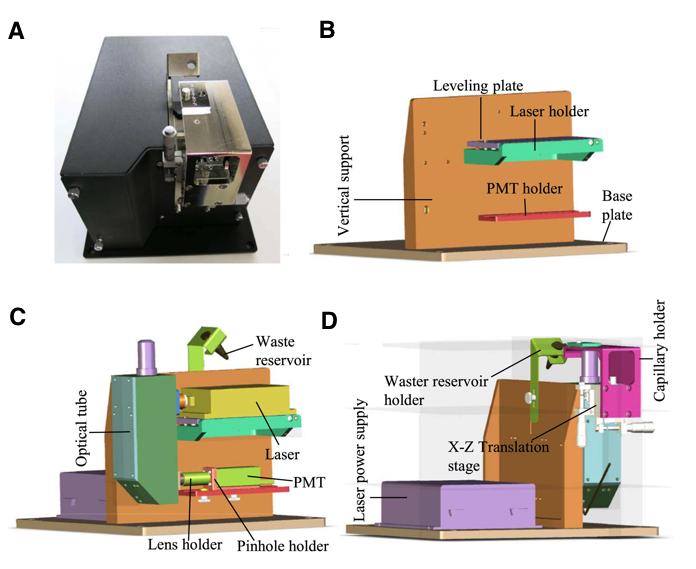 A
B
Leveling plate
Laser holder
Vertical support
PMT holder
Base
plate
C
D
Waste
reservoir
Optical tube
Laser
PMT
Lens holder
Pinhole holder
Capillary holder
Waster reservoir
holder
X-Z Translation
stage
Laser power supply